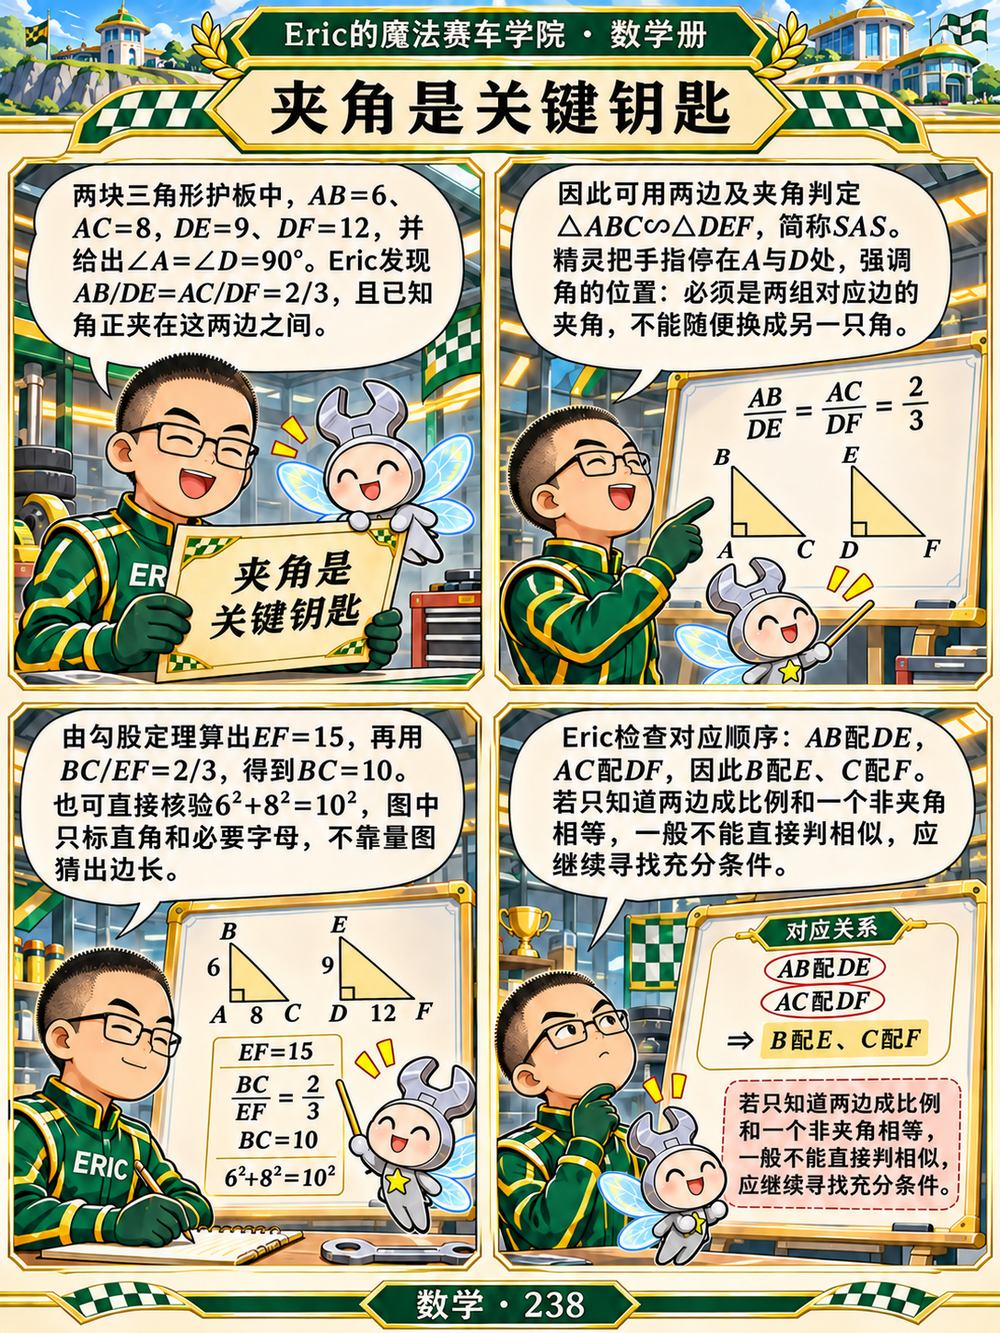 Eric的魔法赛车学院 · 数学册
夹角是关键钥匙
两块三角形护板中，AB=6、
AC=8，DE=9、DF=12，并
给出∠A=∠D=90°。Eric发现
AB/DE=AC/DF=2/3，且已知
角正夹在这两边之间。
ER
夹角是
关键钥匙
因此可用两边及夹角判定
△ABC∽△DEF，简称SAS。
精灵把手指停在A与D处，强调
角的位置：必须是两组对应边的
夹角，不能随便换成另一只角。
AB/DE = AC/DF = 2/3
B E
A C D F
由勾股定理算出EF=15，再用
BC/EF=2/3，得到BC=10。
也可直接核验6²+8²=10²，图中
只标直角和必要字母，不靠量图
猜出边长。
B E
6 9
A 8 C D 12 F
EF=15
BC/EF = 2/3
BC=10
6²+8²=10²
ERIC
Eric检查对应顺序：AB配DE，
AC配DF，因此B配E、C配F。
若只知道两边成比例和一个非夹角
相等，一般不能直接判相似，应
继续寻找充分条件。
对应关系
AB配DE
AC配DF
⇒ B配E、C配F
若只知道两边成比例
和一个非夹角相等，
一般不能直接判相似，
应继续寻找充分条件。
数学 · 238